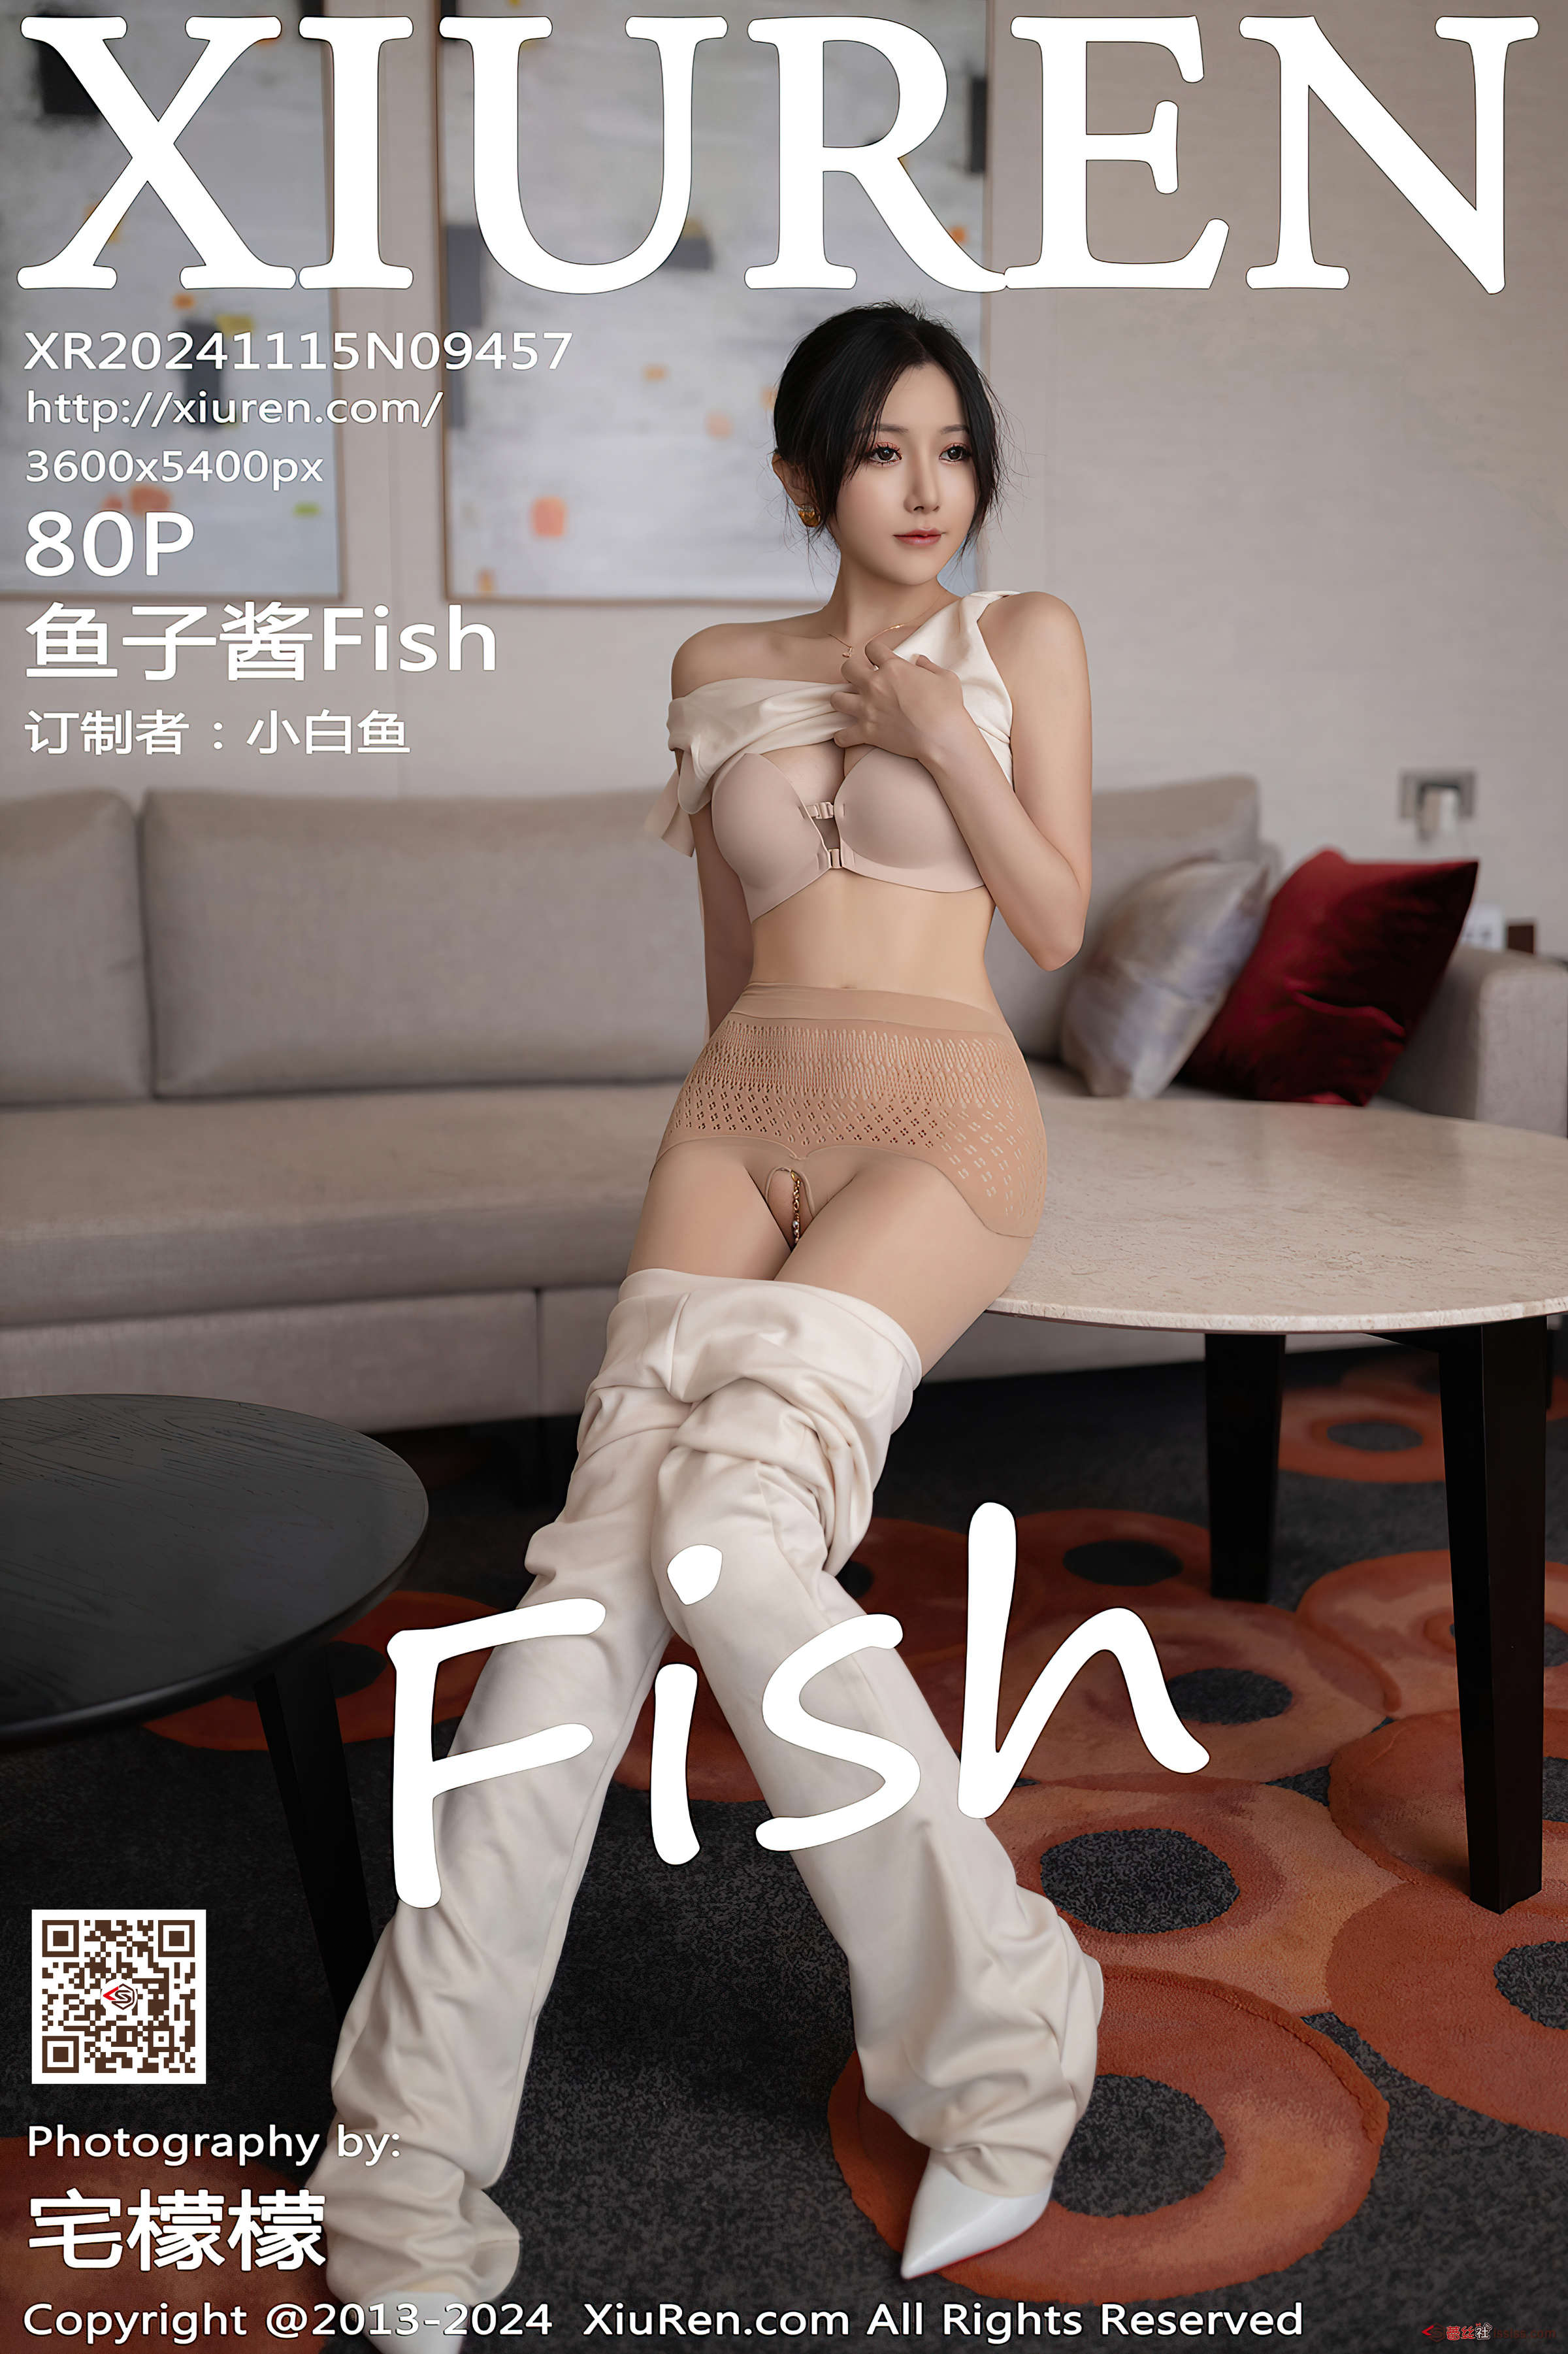 XIUREN
XR20241115N09457
http://xiuren.com/
3600x5400px
80P
鱼子酱Fish
订制者：小白鱼
Fish
Photography by:
宅檬檬
Copyright @2013-2024 XiuRen.com All Rights Reserved